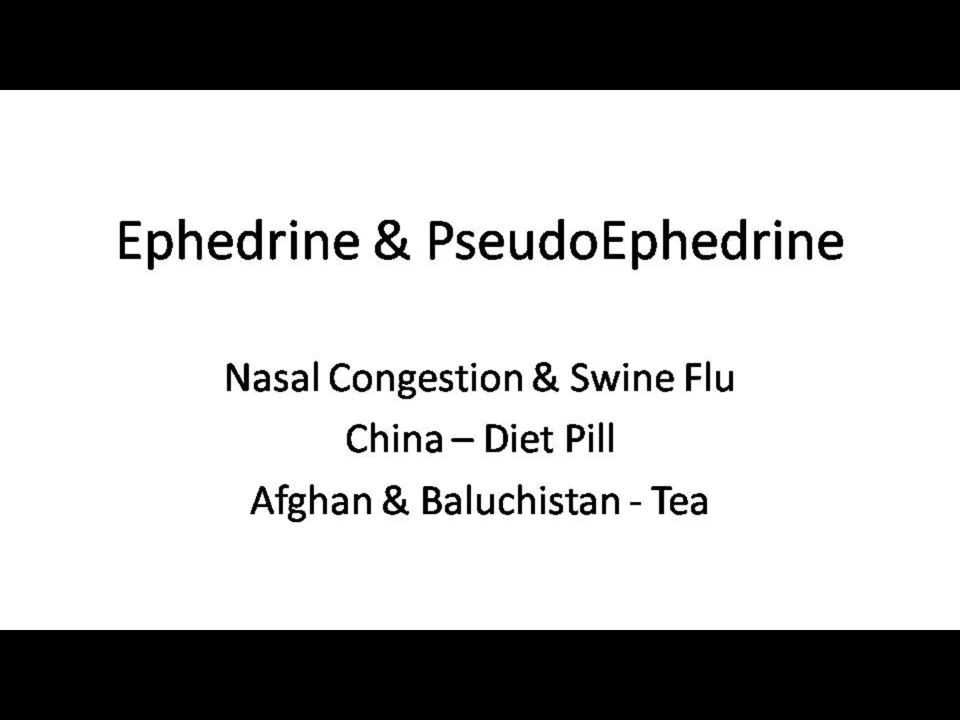 Ephedrine & PseudoEphedrine
Nasal Congestion & Swine Flu
China – Diet Pill
Afghan & Baluchistan - Tea